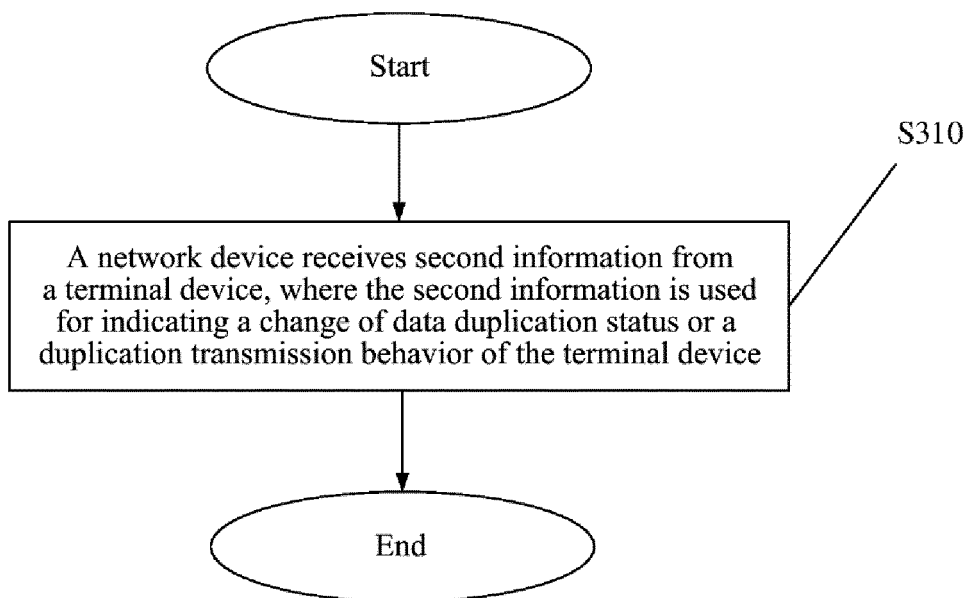 Start
S310
A network device receives second information from
a terminal device, where the second information is used
for indicating a change of data duplication status or a
duplication transmission behavior of the terminal device
End